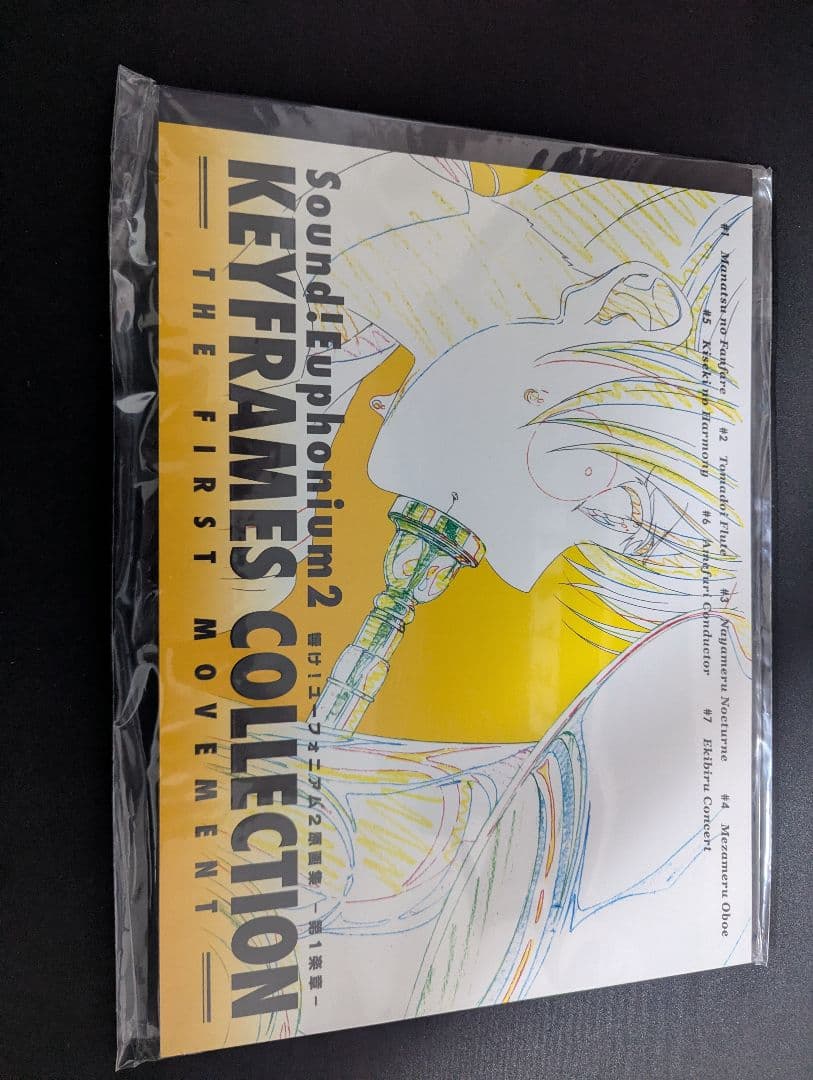 #1 Manatsu no Fanfare #2 Tomadoi Flute #3 Nayameru Nocturne #4 Mezameru Oboe
#5 Kiseki no Harmony #6 Amefuri Conductor #7 Ekibiru Concert
Sound! Euphonium 2 響け!ユーフォニアム2原画集 -第1楽章-
KEYFRAMES COLLECTION
THE FIRST MOVEMENT